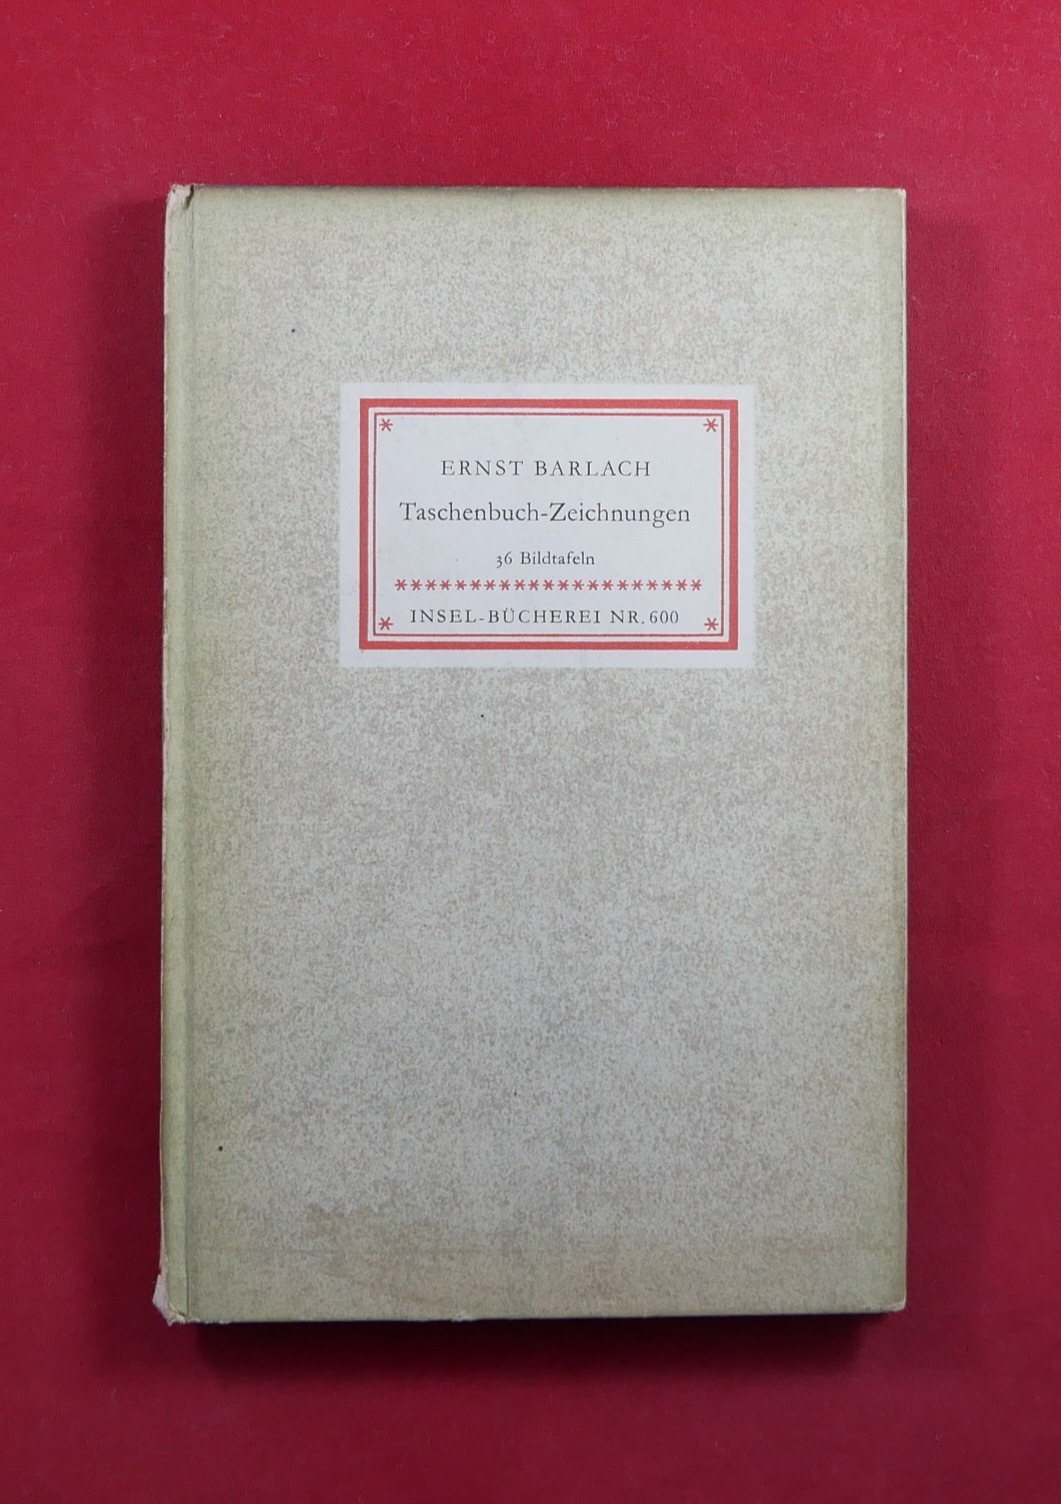 ERNST BARLACH
Taschenbuch-Zeichnungen
36 Bildtafeln
INSEL-BÜCHEREI NR. 600